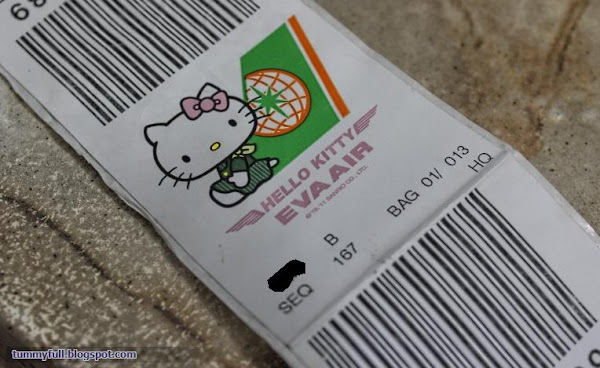 68
HELLO KITTY
EVA AIR
B
BAG 01/ 013
SEQ 167
HQ
tummyfull.blogspot.com